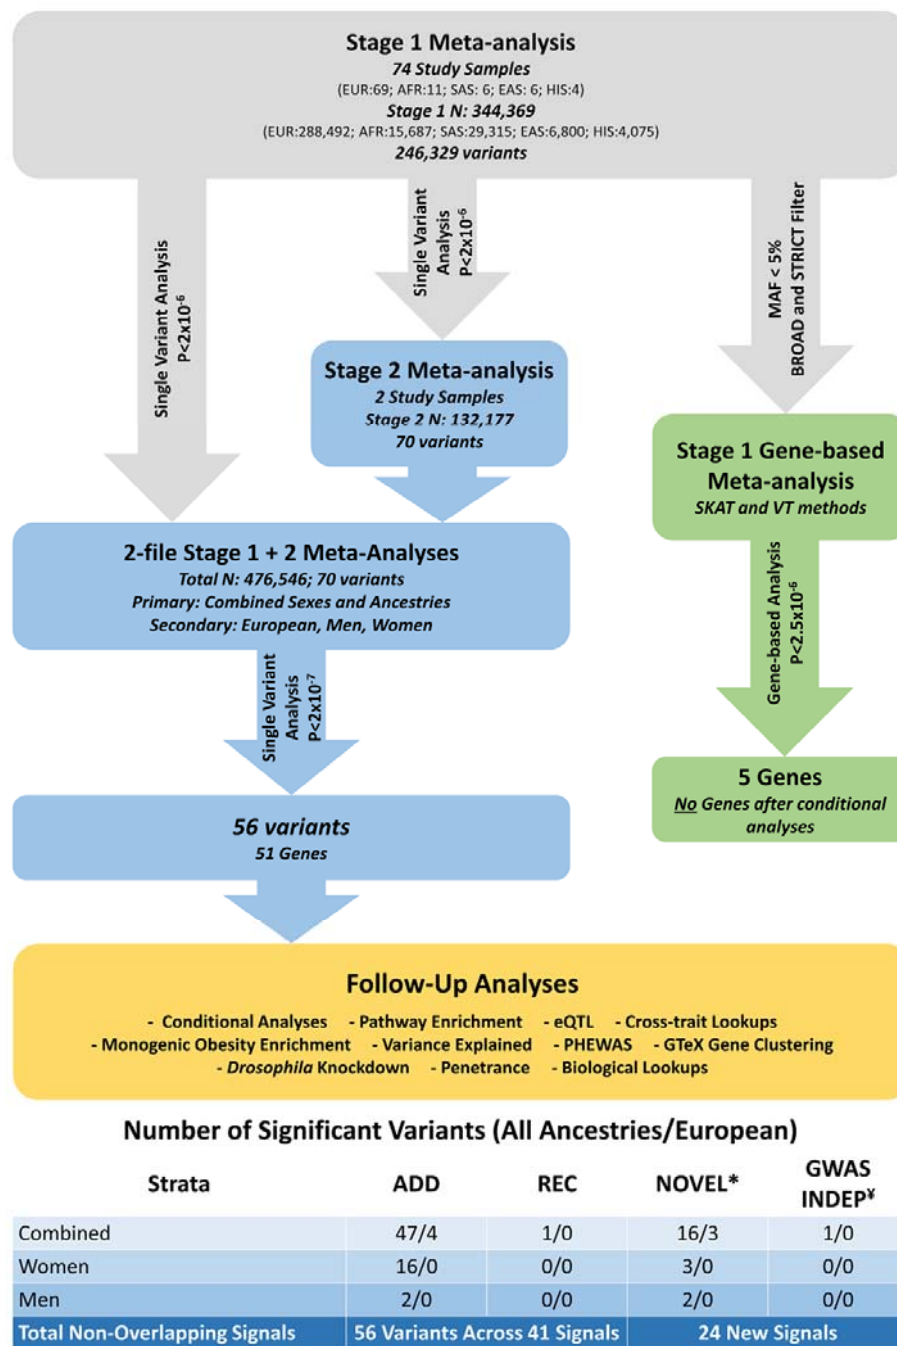 Stage 1 Meta-analysis
74 Study Samples
(EUR:69; AFR:11; SAS: 6; EAS: 6; HIS:4)
Stage 1 N: 344,369
(EUR:288,492; AFR:15,687; SAS:29,315; EAS:6,800; HIS:4,075)
246,329 variants
Single Variant Analysis
P<2x10⁻⁶
Single Variant
Analysis
P<2x10⁻⁶
MAF < 5%
BROAD and STRICT Filter
Stage 2 Meta-analysis
2 Study Samples
Stage 2 N: 132,177
70 variants
Stage 1 Gene-based
Meta-analysis
SKAT and VT methods
2-file Stage 1 + 2 Meta-Analyses
Total N: 476,546; 70 variants
Primary: Combined Sexes and Ancestries
Secondary: European, Men, Women
Gene-based Analysis
P<2.5x10⁻⁶
Single Variant
Analysis
P<2x10⁻⁷
5 Genes
No Genes after conditional
analyses
56 variants
51 Genes
Follow-Up Analyses
- Conditional Analyses - Pathway Enrichment - eQTL - Cross-trait Lookups
- Monogenic Obesity Enrichment - Variance Explained - PHEWAS - GTeX Gene Clustering
- Drosophila Knockdown - Penetrance - Biological Lookups
Number of Significant Variants (All Ancestries/European)
Strata ADD REC NOVEL* GWAS INDEP¥
Combined 47/4 1/0 16/3 1/0
Women 16/0 0/0 3/0 0/0
Men 2/0 0/0 2/0 0/0
Total Non-Overlapping Signals 56 Variants Across 41 Signals 24 New Signals